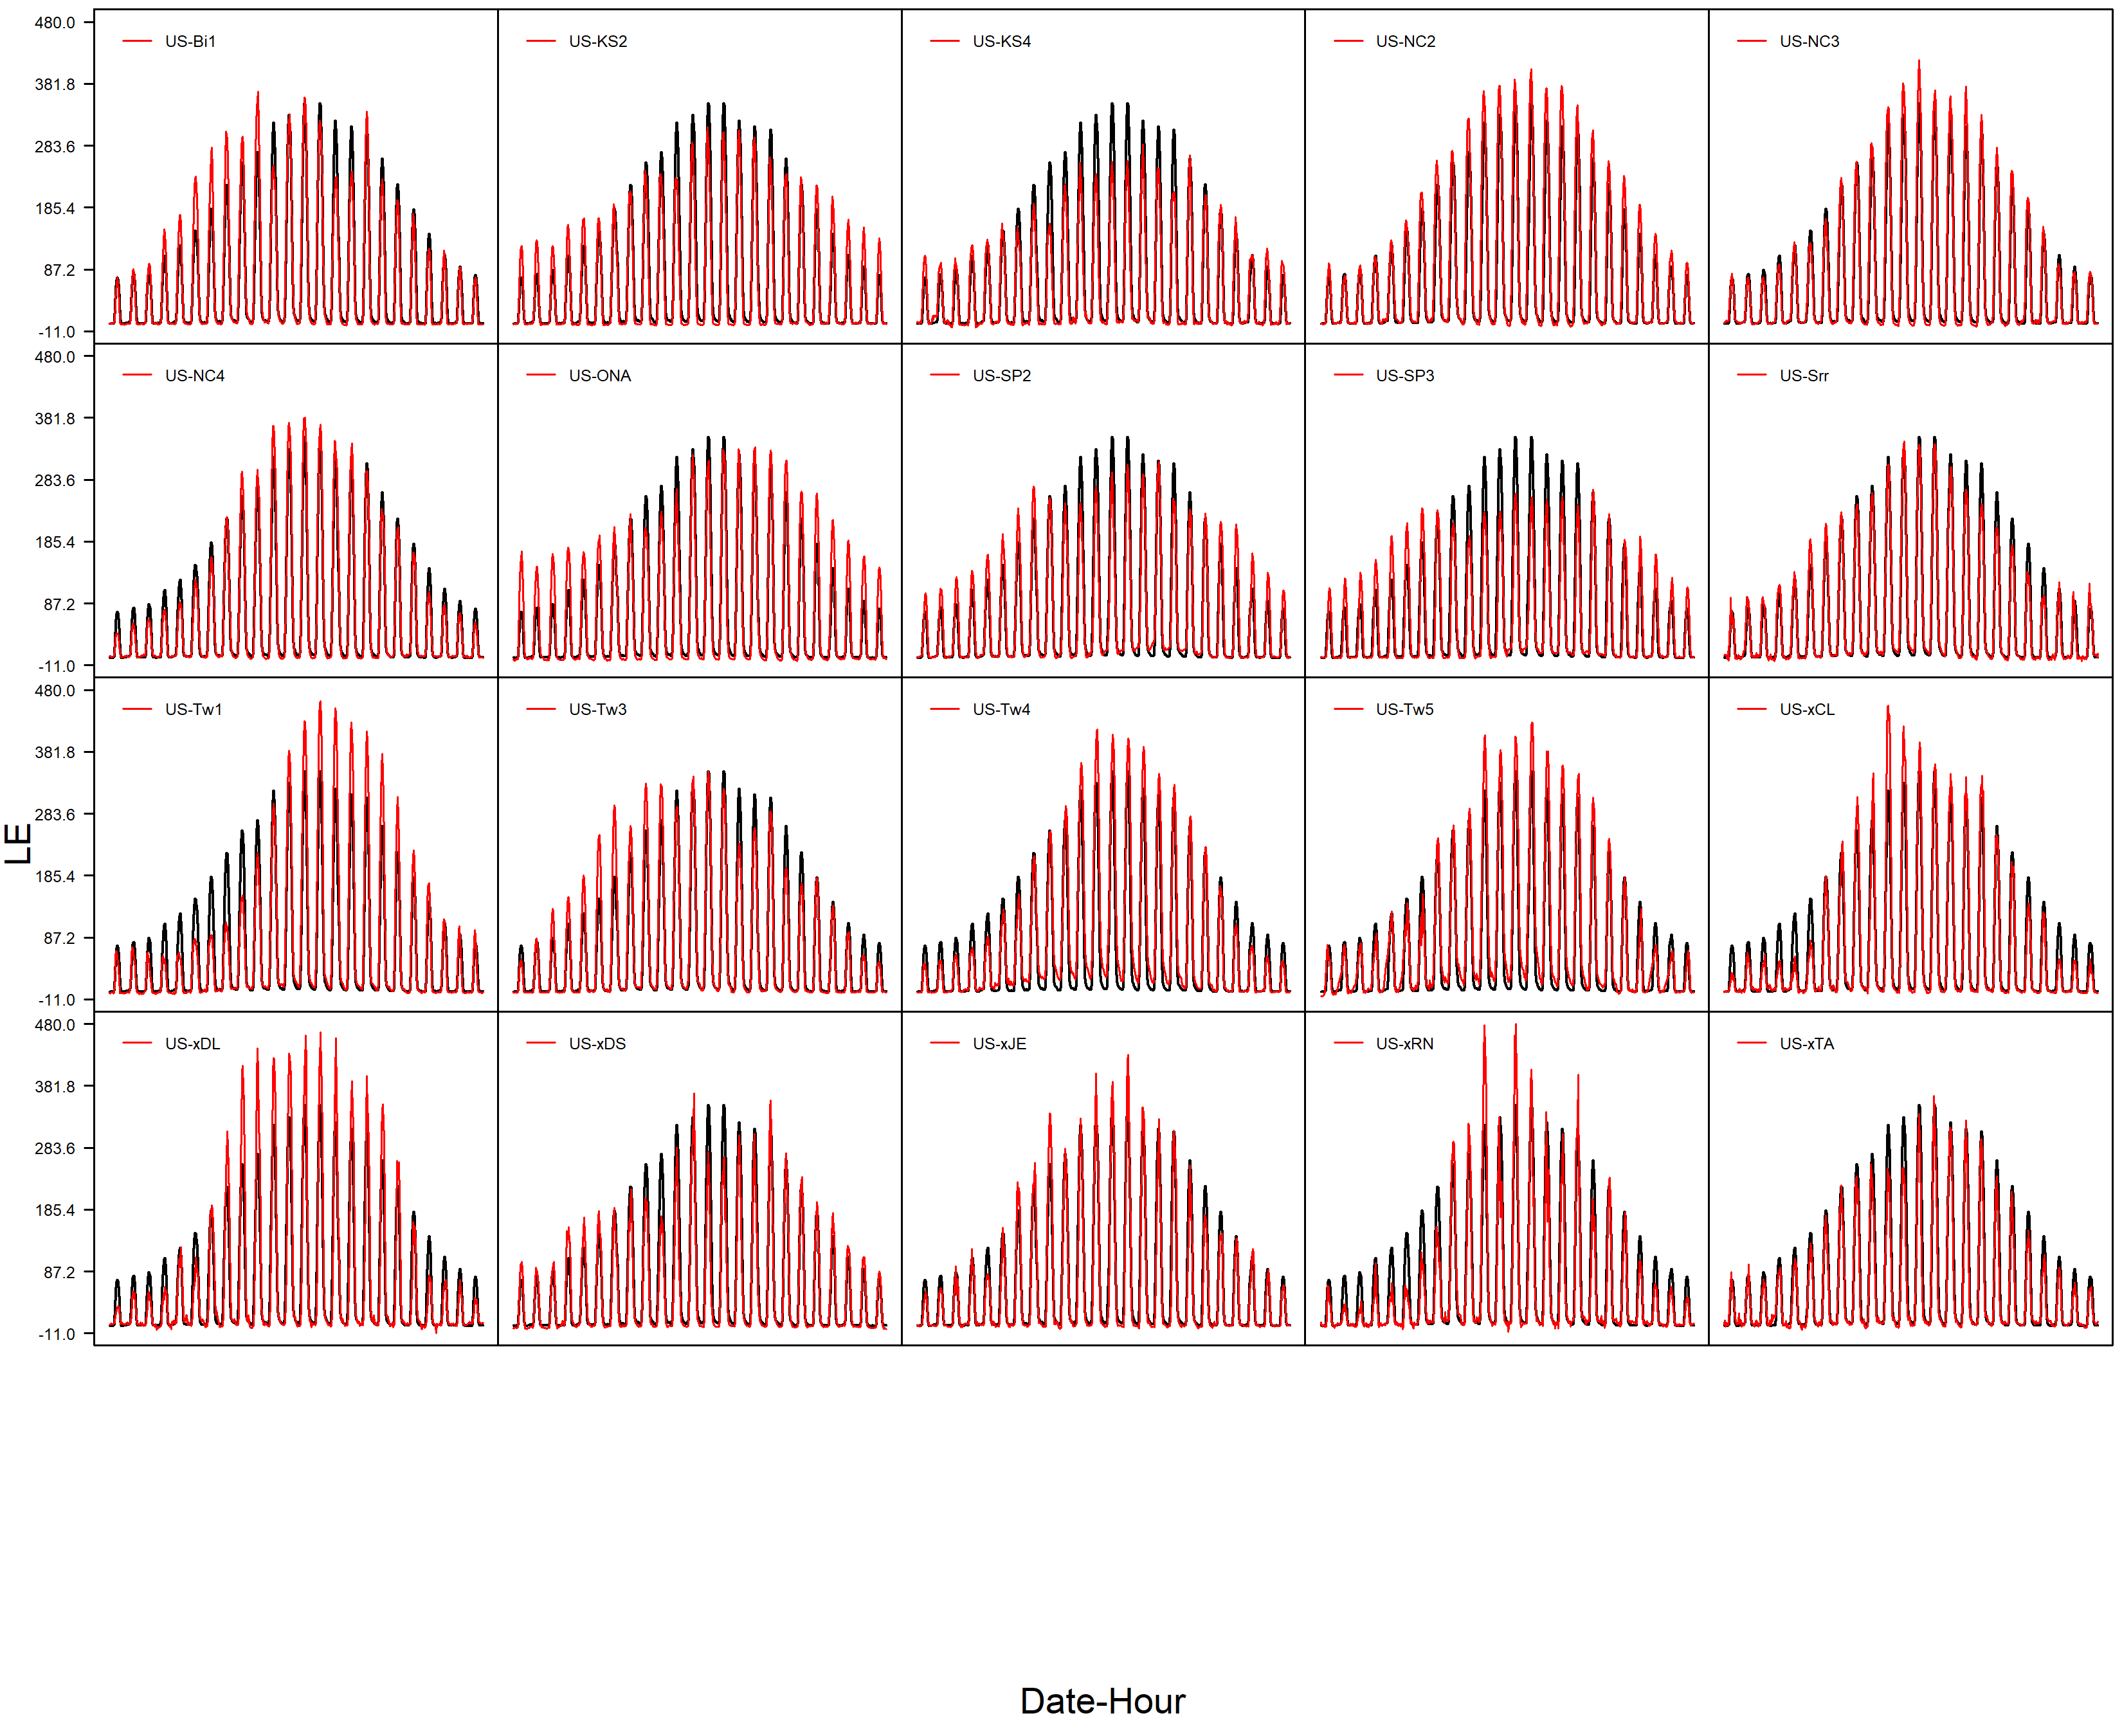 480.0
381.8
283.6
185.4
87.2
-11.0
US-Bi1
US-KS2
US-KS4
US-NC2
US-NC3
480.0
381.8
283.6
185.4
87.2
-11.0
US-NC4
US-ONA
US-SP2
US-SP3
US-Srr
LE
480.0
381.8
283.6
185.4
87.2
-11.0
US-Tw1
US-Tw3
US-Tw4
US-Tw5
US-xCL
480.0
381.8
283.6
185.4
87.2
-11.0
US-xDL
US-xDS
US-xJE
US-xRN
US-xTA
Date-Hour